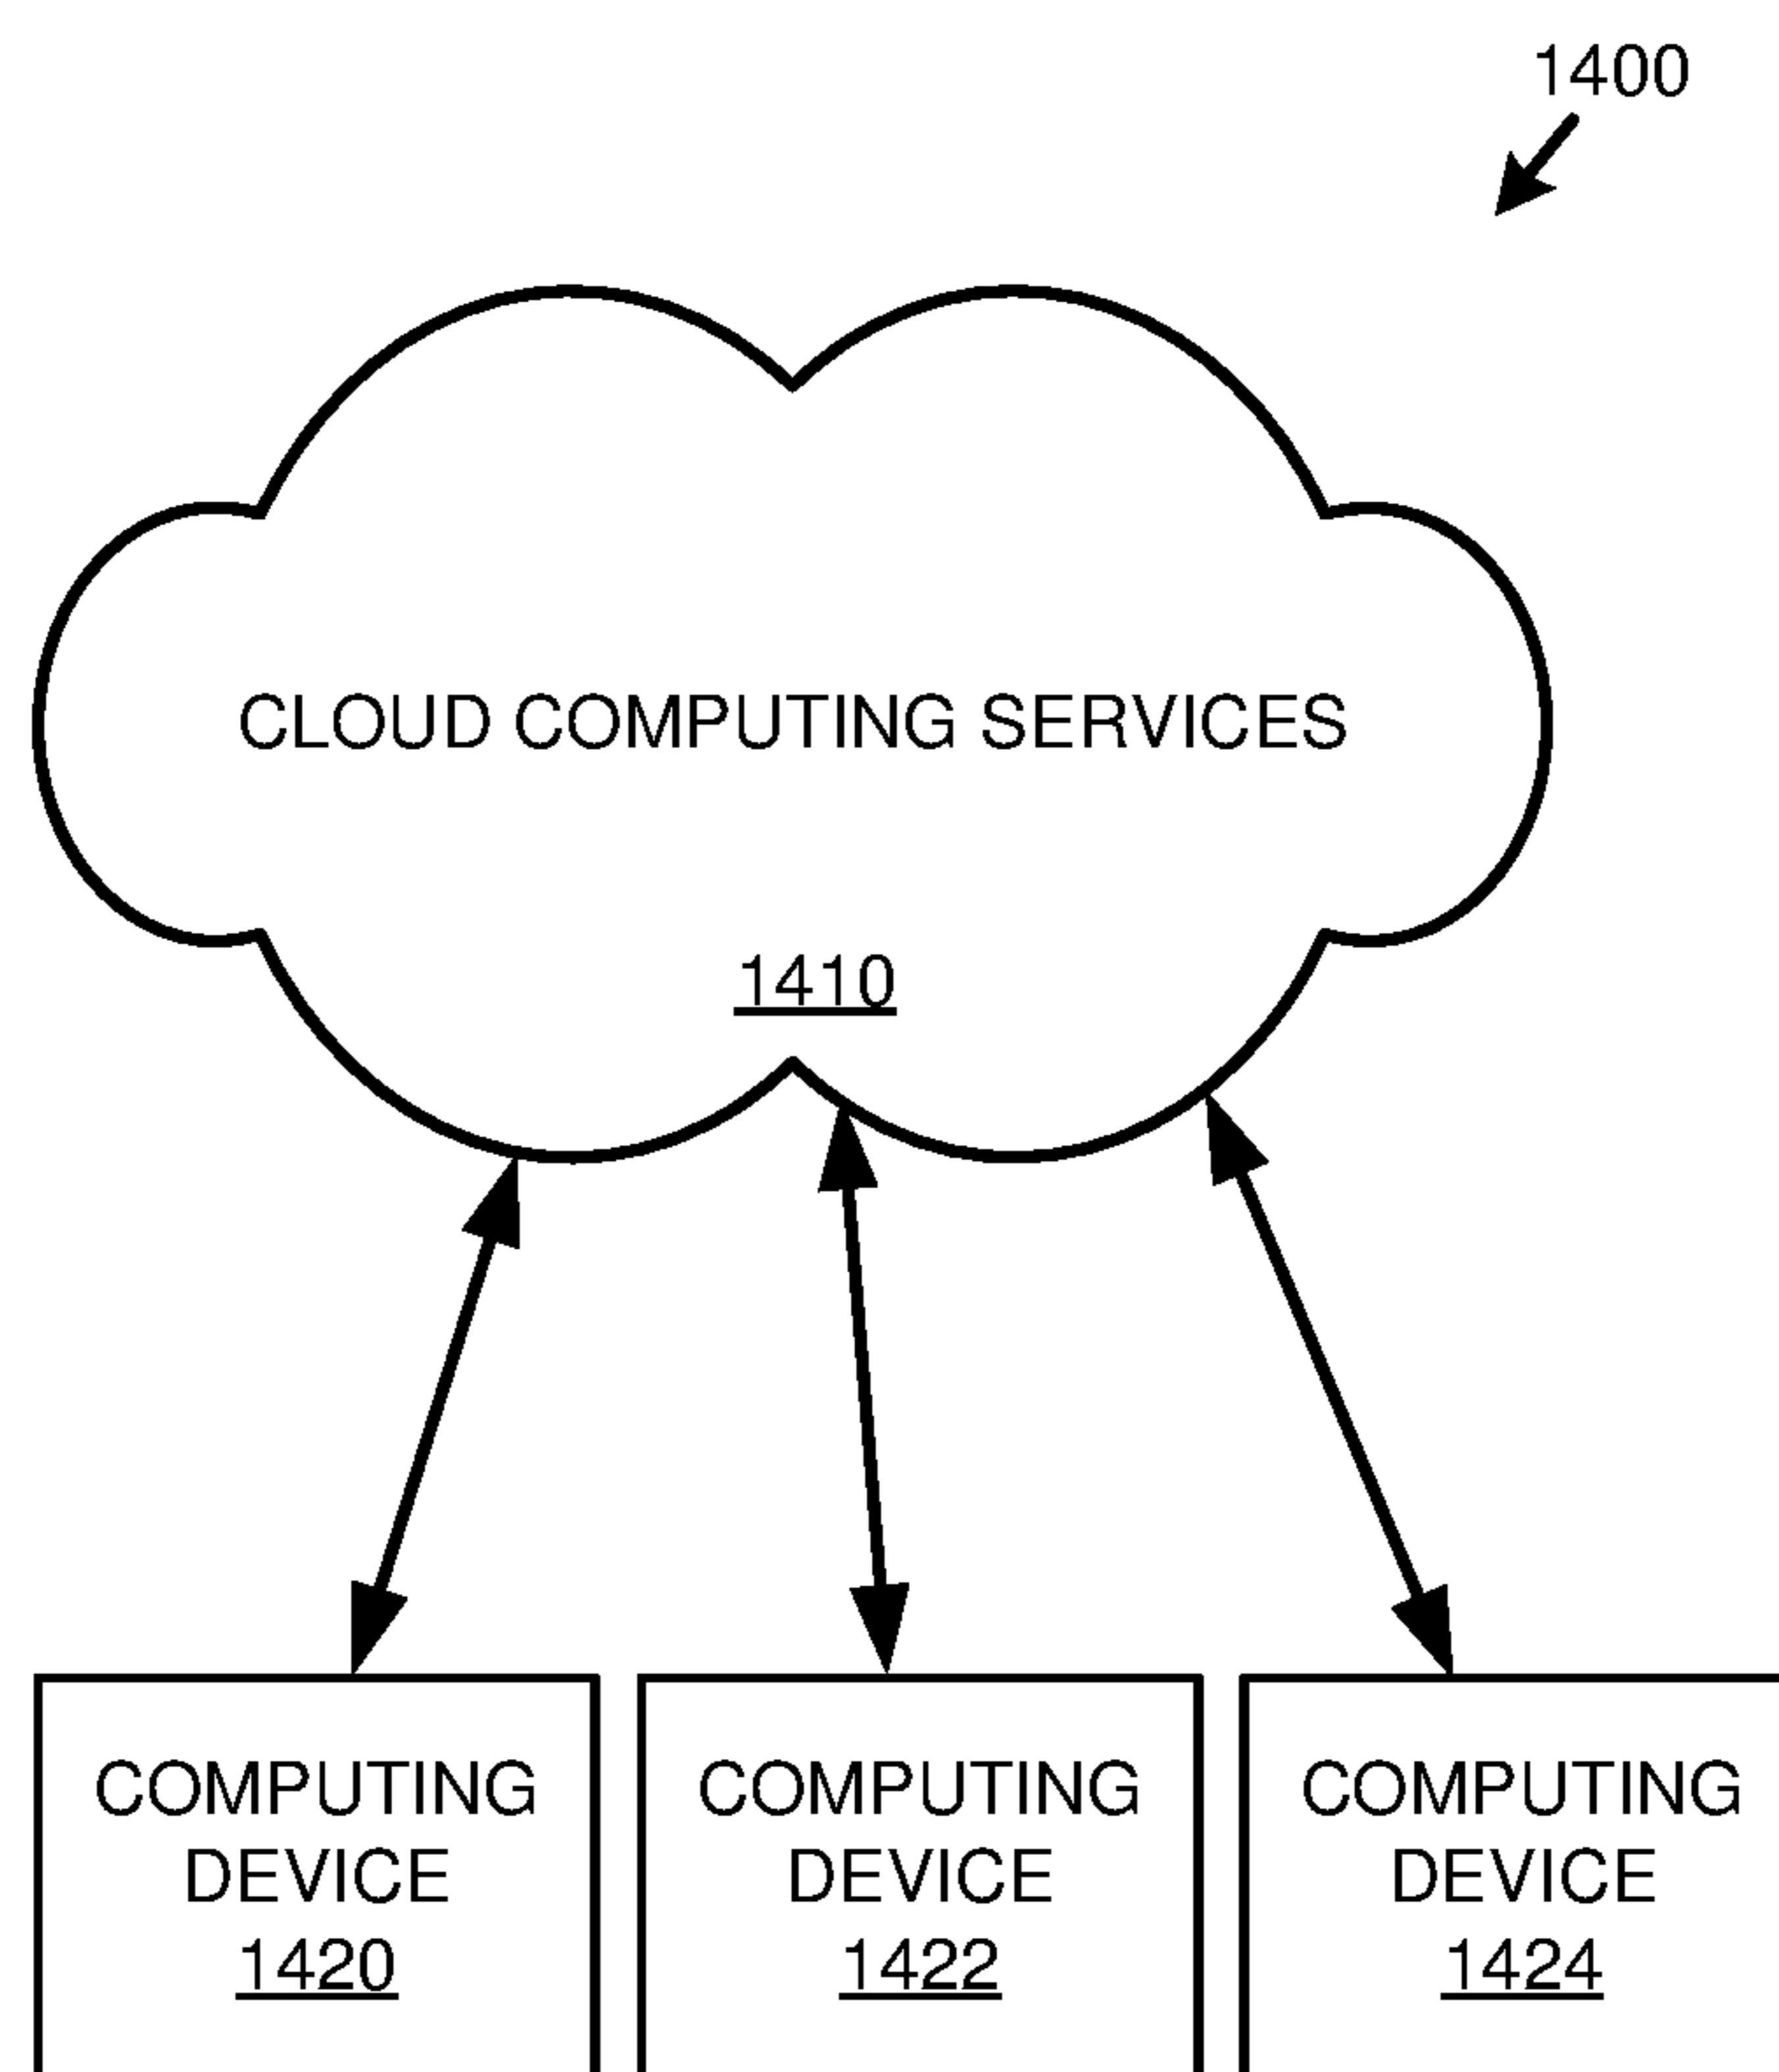 1400
CLOUD COMPUTING SERVICES
1410
COMPUTING
DEVICE
1420
COMPUTING
DEVICE
1422
COMPUTING
DEVICE
1424